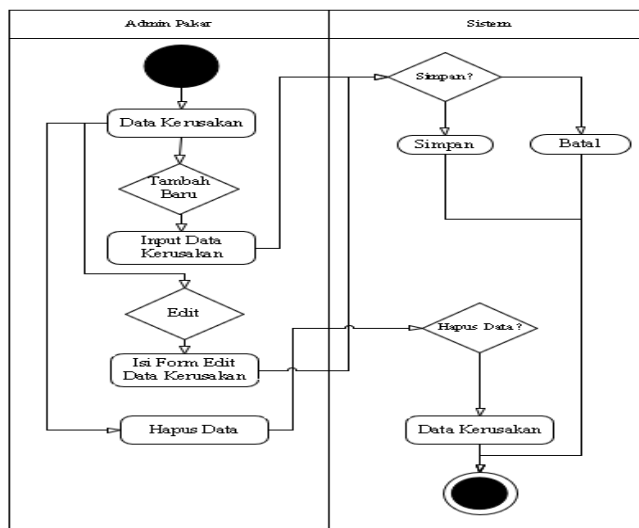 Admin Pakar
Sistem
Data Kerusakan
Tambah
Baru
Input Data
Kerusakan
Edit
Isi Form Edit
Data Kerusakan
Hapus Data
Simpan?
Simpan
Batal
Hapus Data ?
Data Kerusakan